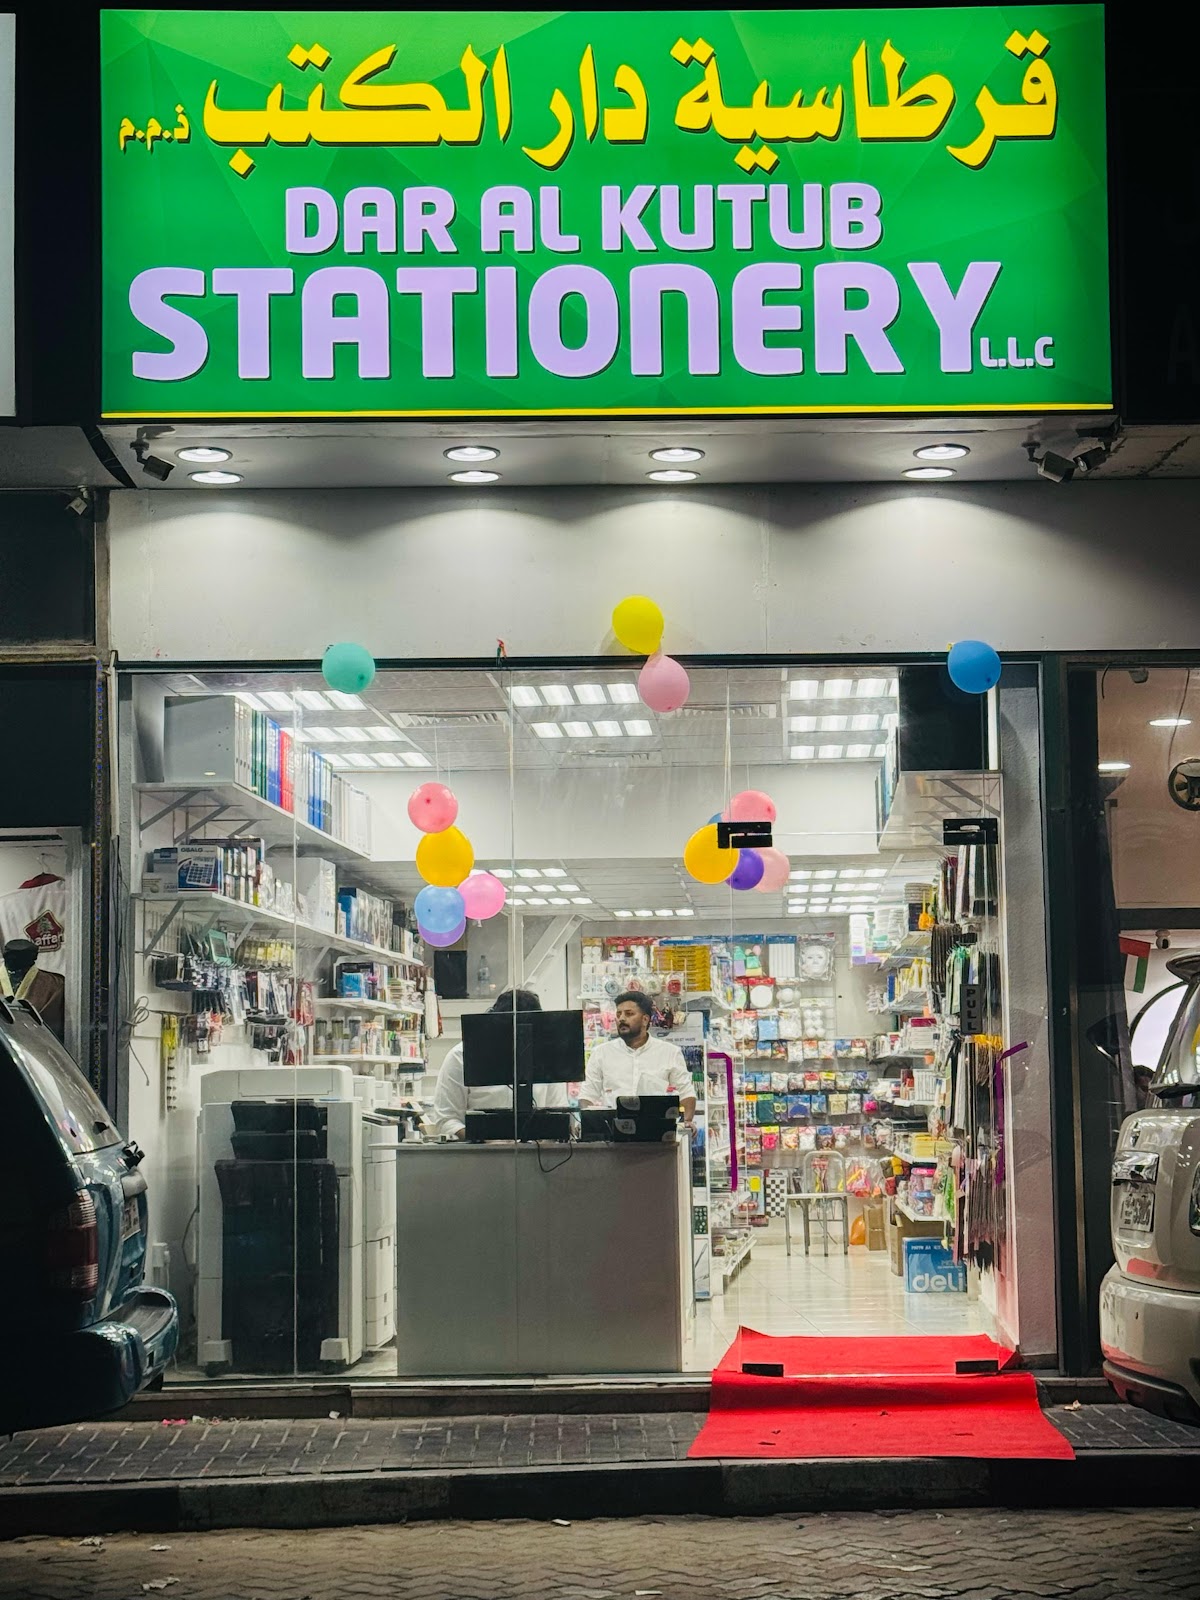 قرطاسية دار الكتب ذ.م.م
DAR AL KUTUB
STATIONERY L.L.C
PULL
deli